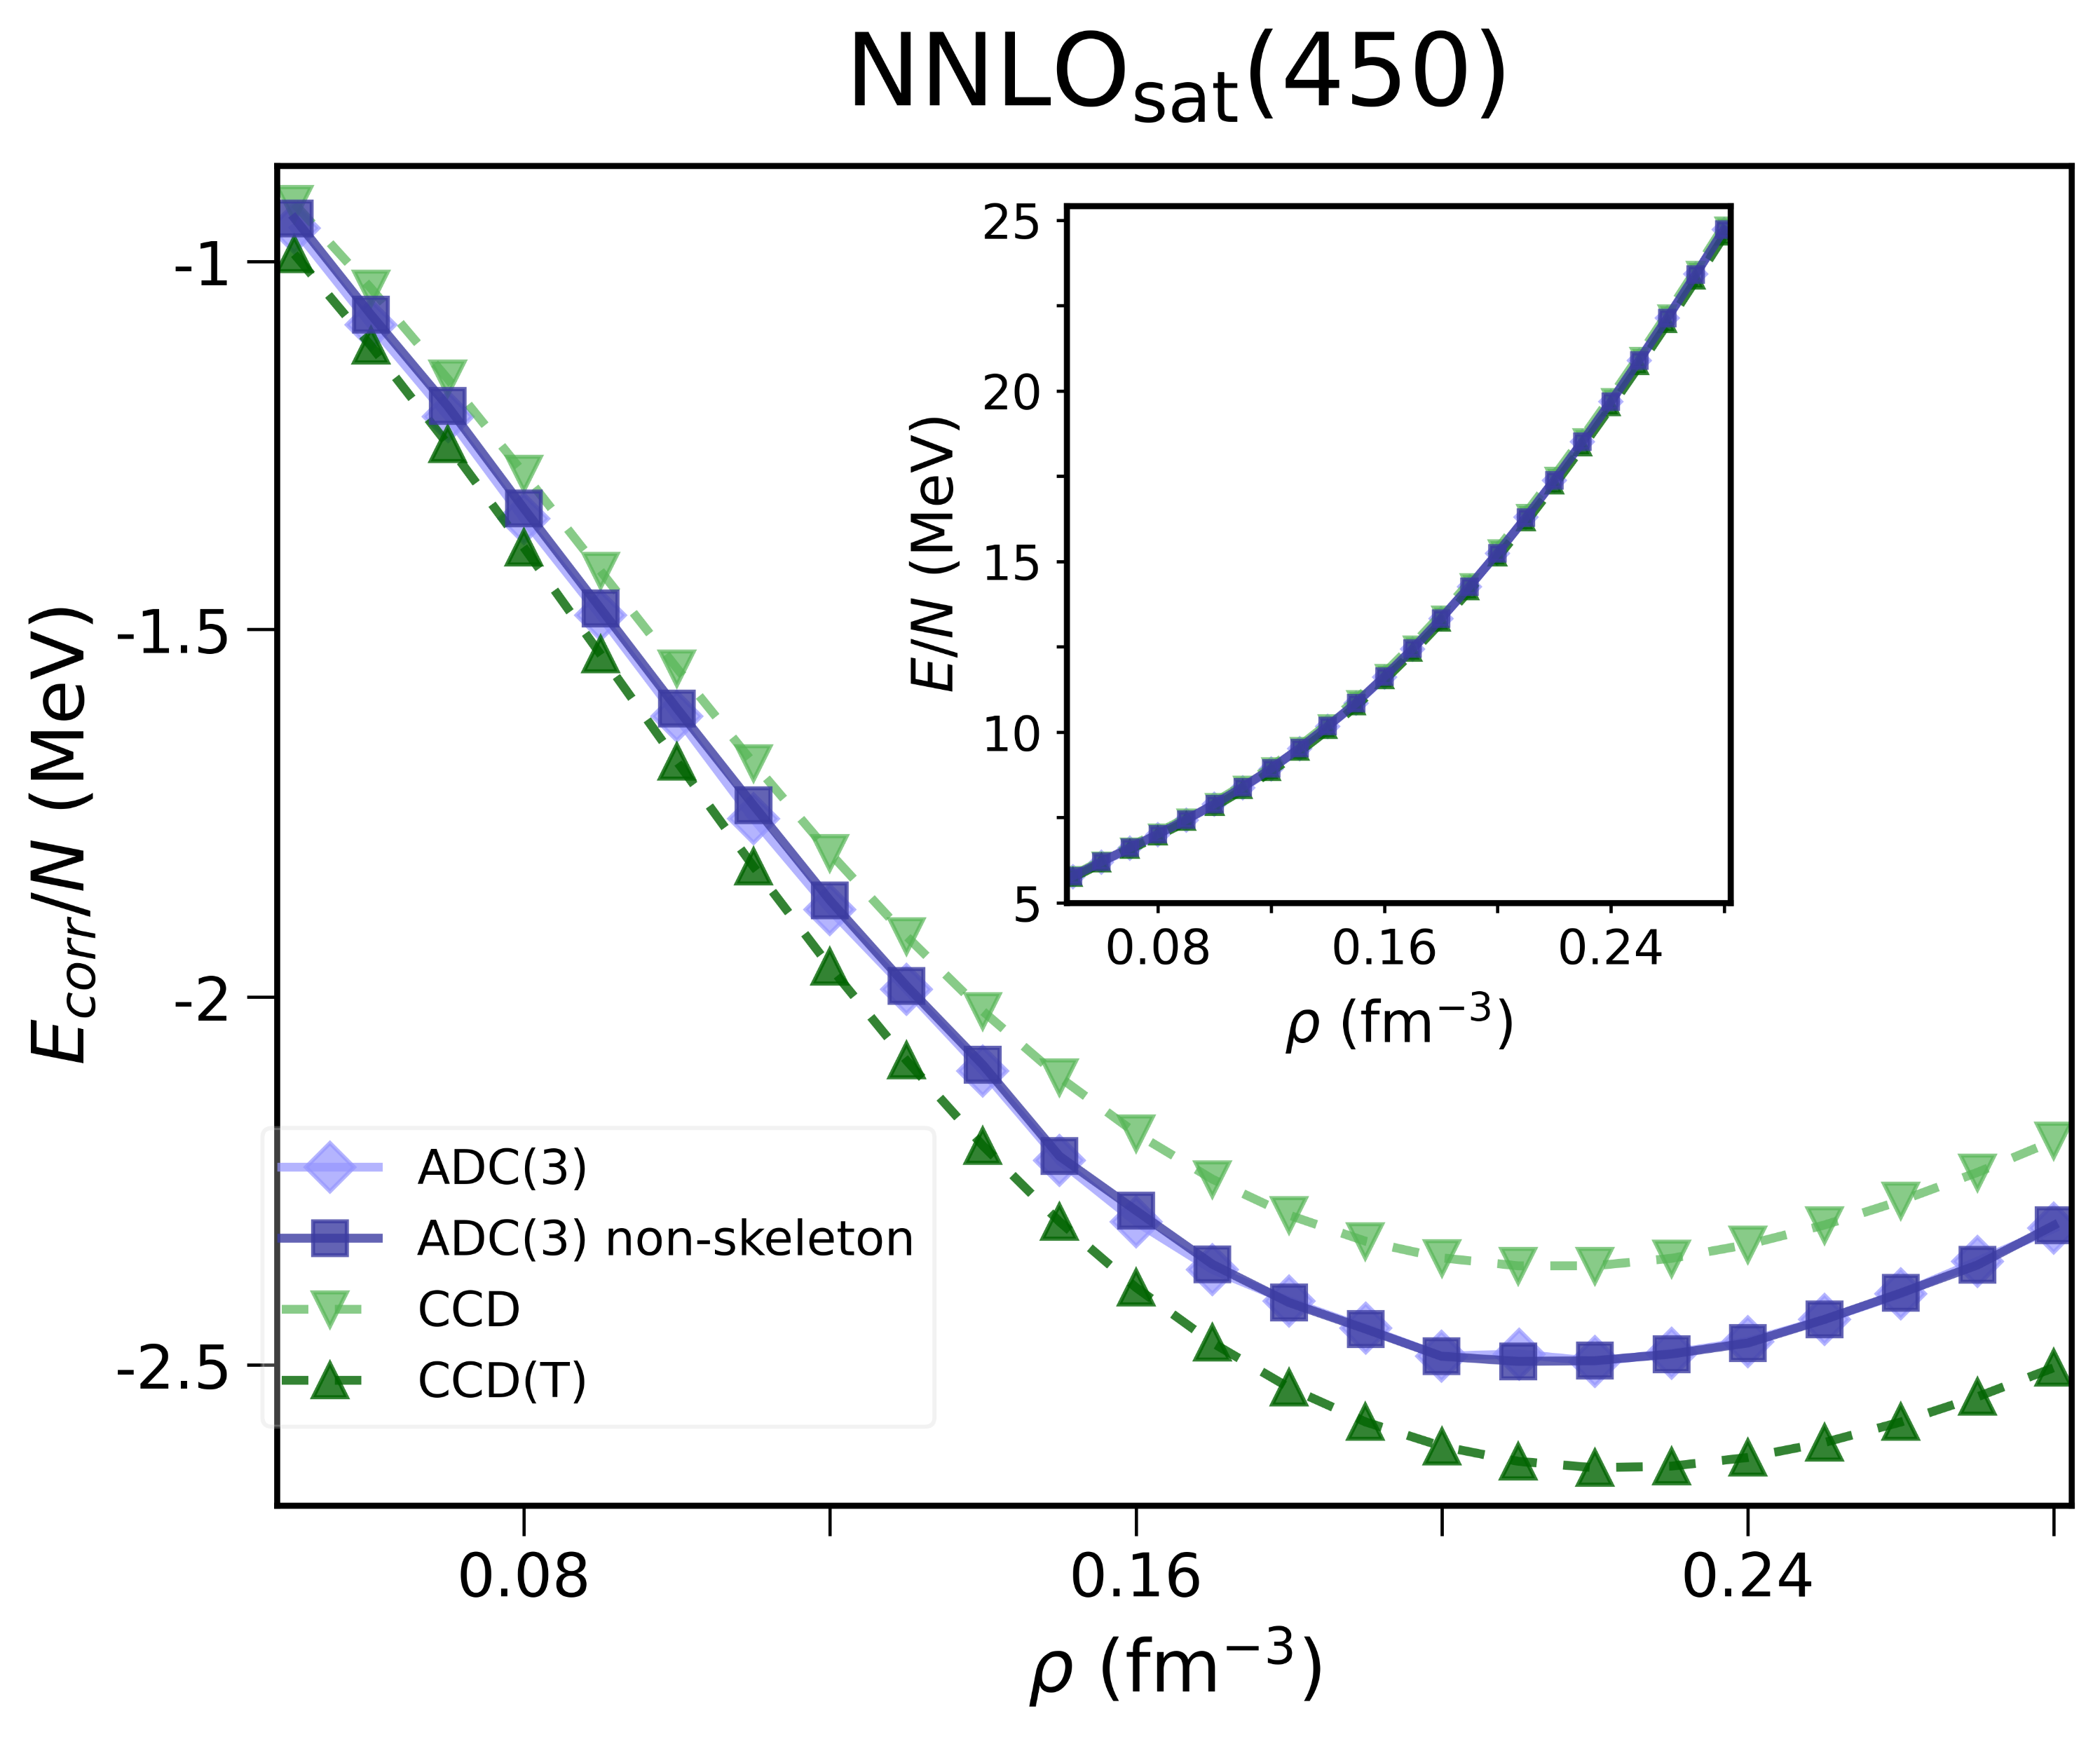 NNLOsat(450)
25
20
15
10
5
E/N (MeV)
0.08 0.16 0.24
ρ (fm⁻³)
-1
-1.5
-2
-2.5
Ecorr/N (MeV)
ADC(3)
ADC(3) non-skeleton
CCD
CCD(T)
0.08 0.16 0.24
ρ (fm⁻³)